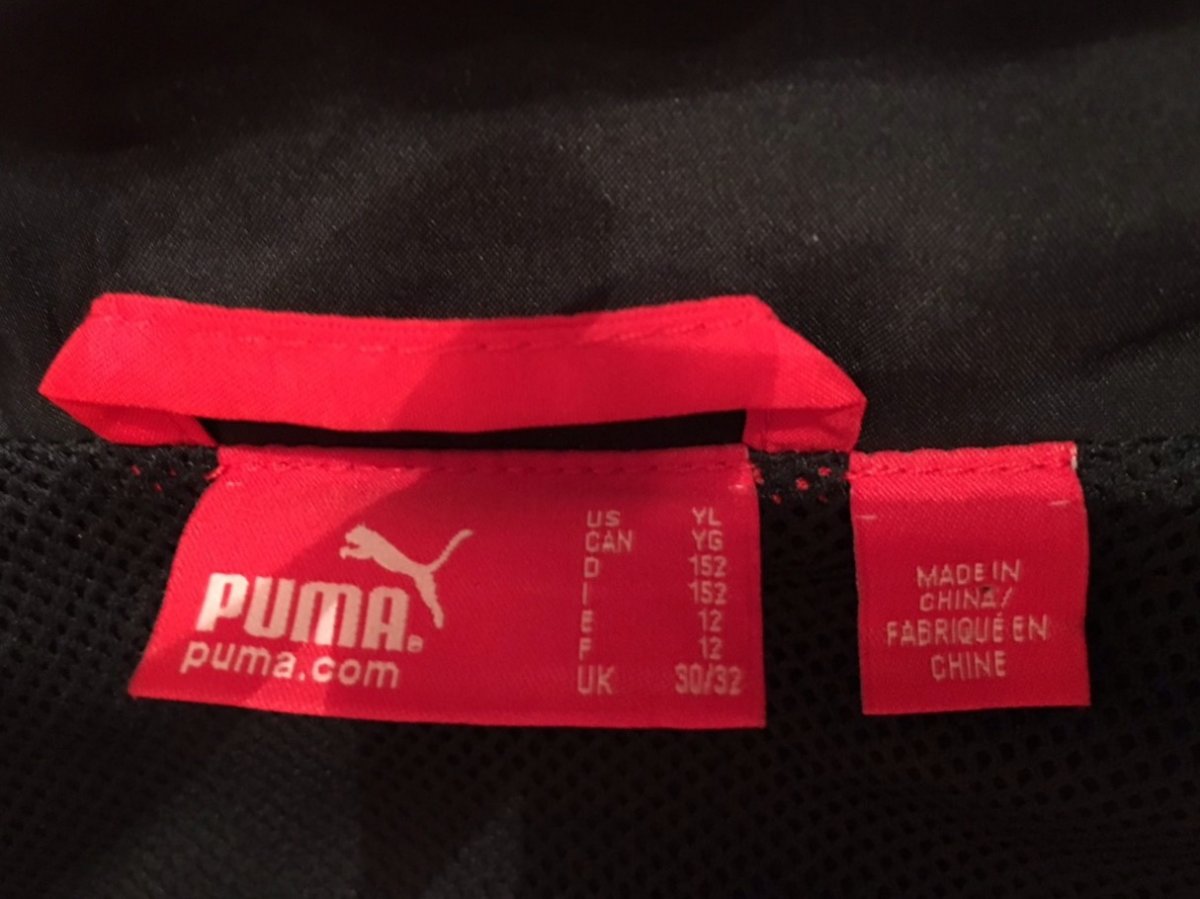 PUMA®
puma.com
US YL
CAN YG
D 152
I 152
E 12
F 12
UK 30/32
MADE IN
CHINA/
FABRIQUÉ EN
CHINE